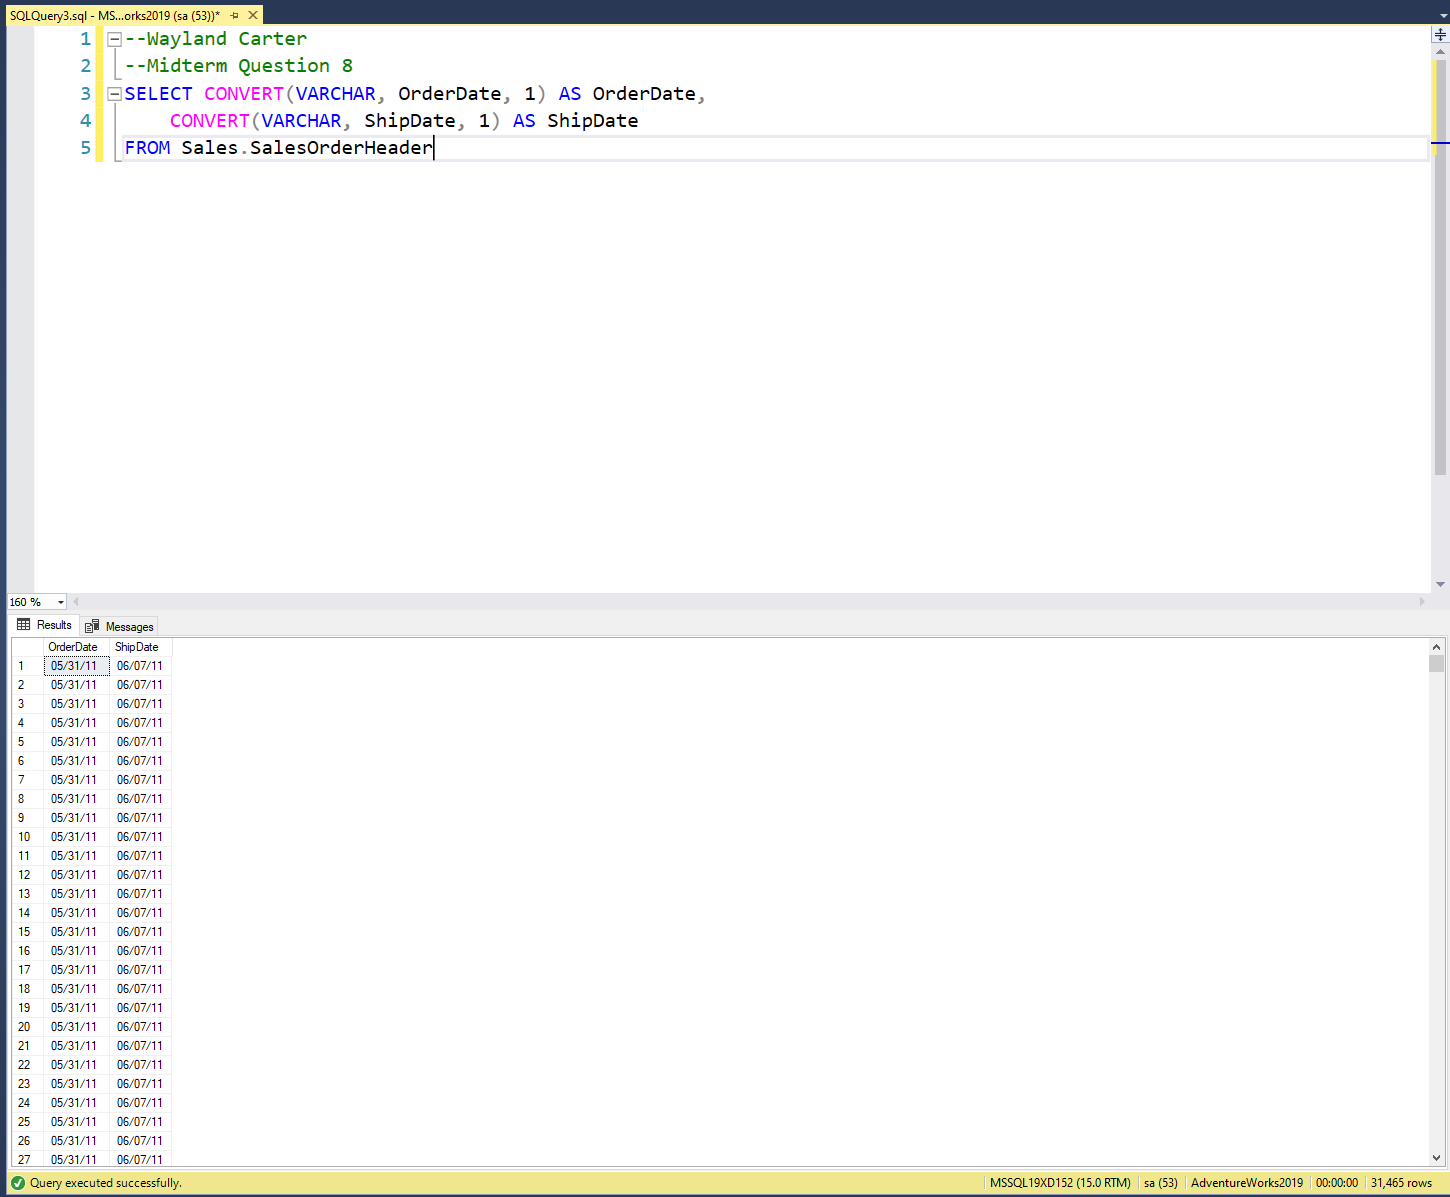 SQLQuery3.sql - MS...orks2019 (sa (53))*
1 --Wayland Carter
2 --Midterm Question 8
3 SELECT CONVERT(VARCHAR, OrderDate, 1) AS OrderDate,
4 CONVERT(VARCHAR, ShipDate, 1) AS ShipDate
5 FROM Sales.SalesOrderHeader
160 %
Results Messages
OrderDate ShipDate
1 05/31/11 06/07/11
2 05/31/11 06/07/11
3 05/31/11 06/07/11
4 05/31/11 06/07/11
5 05/31/11 06/07/11
6 05/31/11 06/07/11
7 05/31/11 06/07/11
8 05/31/11 06/07/11
9 05/31/11 06/07/11
10 05/31/11 06/07/11
11 05/31/11 06/07/11
12 05/31/11 06/07/11
13 05/31/11 06/07/11
14 05/31/11 06/07/11
15 05/31/11 06/07/11
16 05/31/11 06/07/11
17 05/31/11 06/07/11
18 05/31/11 06/07/11
19 05/31/11 06/07/11
20 05/31/11 06/07/11
21 05/31/11 06/07/11
22 05/31/11 06/07/11
23 05/31/11 06/07/11
24 05/31/11 06/07/11
25 05/31/11 06/07/11
26 05/31/11 06/07/11
27 05/31/11 06/07/11
Query executed successfully. MSSQL19XD152 (15.0 RTM) sa (53) AdventureWorks2019 00:00:00 31,465 rows